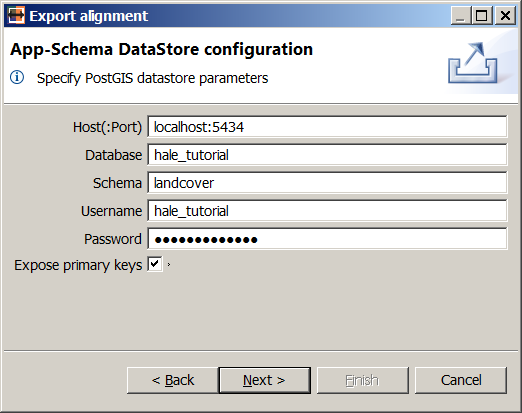 Export alignment
App-Schema DataStore configuration
Specify PostGIS datastore parameters
Host(:Port) localhost:5434
Database hale_tutorial
Schema landcover
Username hale_tutorial
Password ●●●●●●●●●●●●●
Expose primary keys
< Back Next > Finish Cancel